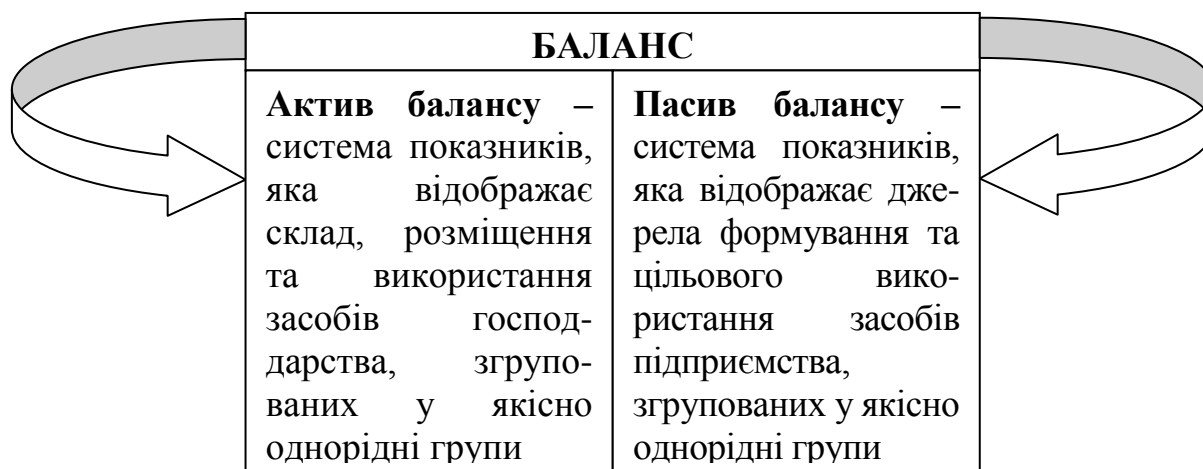 БАЛАНС
Актив балансу –
система показників,
яка відображає
склад, розміщення
та використання
засобів господ-
дарства, згрупо-
ваних у якісно
однорідні групи
Пасив балансу –
система показників,
яка відображає дже-
рела формування та
цільового вико-
ристання засобів
підприємства,
згрупованих у якісно
однорідні групи